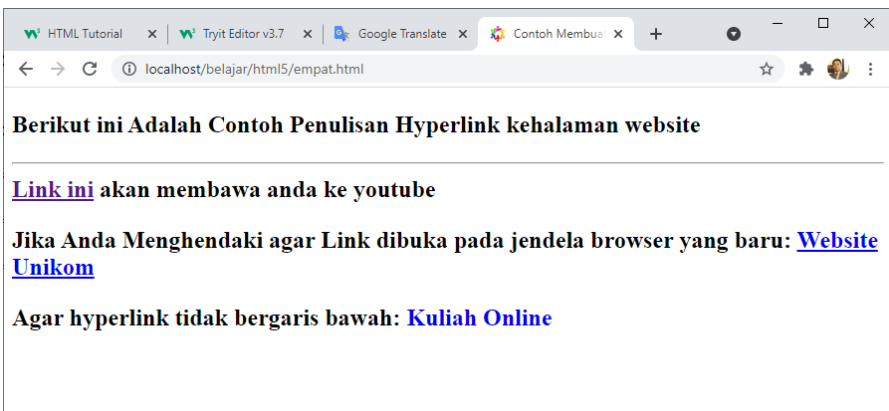 HTML Tutorial
Tryit Editor v3.7
Google Translate
Contoh Membua
localhost/belajar/html5/empat.html
Berikut ini Adalah Contoh Penulisan Hyperlink kehalaman website
Link ini akan membawa anda ke youtube
Jika Anda Menghendaki agar Link dibuka pada jendela browser yang baru: Website
Unikom
Agar hyperlink tidak bergaris bawah: Kuliah Online